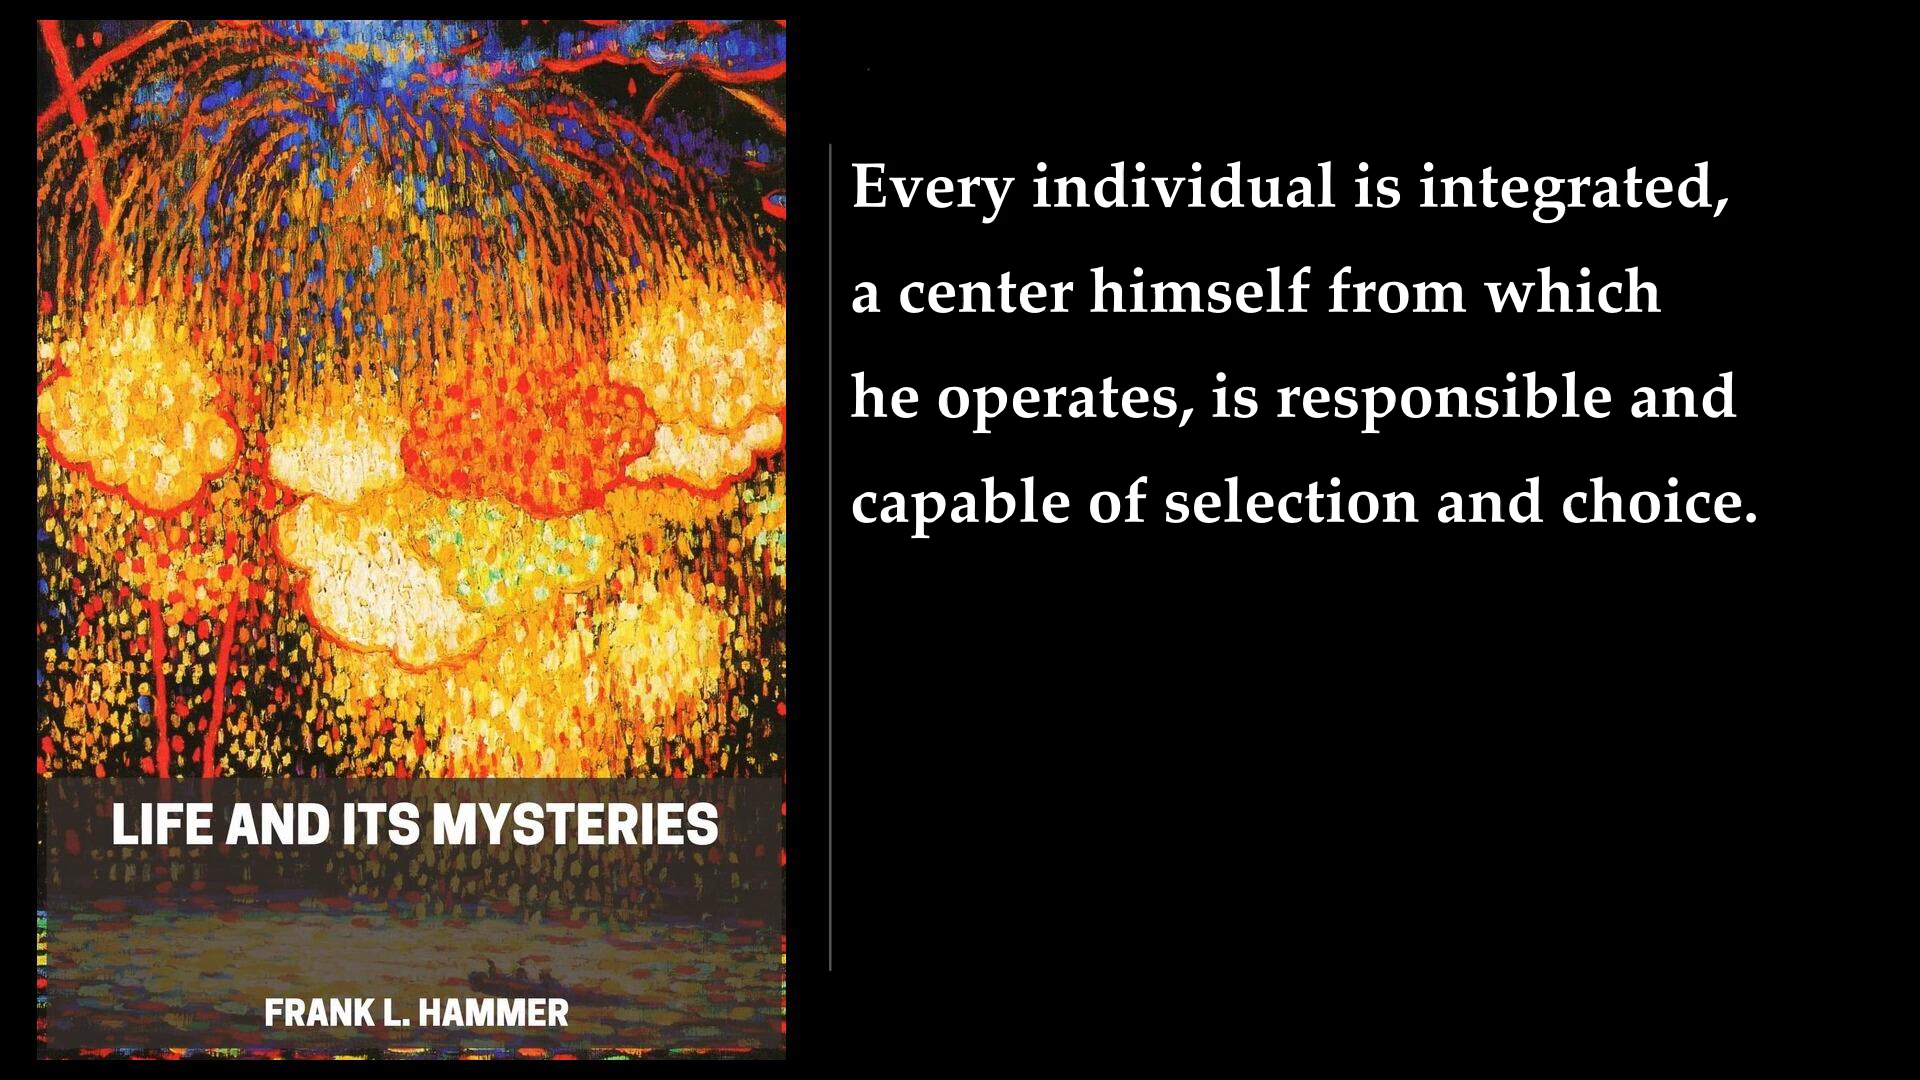 Every individual is integrated,
a center himself from which
he operates, is responsible and
capable of selection and choice.
LIFE AND ITS MYSTERIES
FRANK L. HAMMER